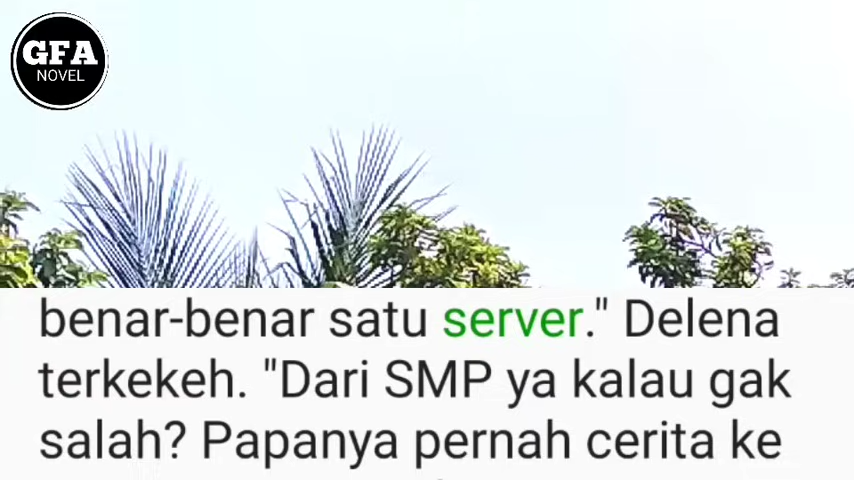 GFA
NOVEL
benar-benar satu server." Delena
terkekeh. "Dari SMP ya kalau gak
salah? Papanya pernah cerita ke